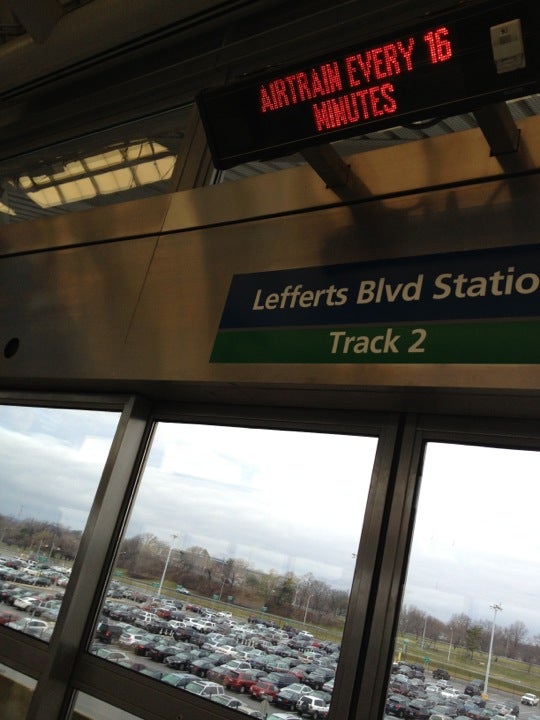 AIRTRAIN EVERY 16
MINUTES
Lefferts Blvd Statio
Track 2